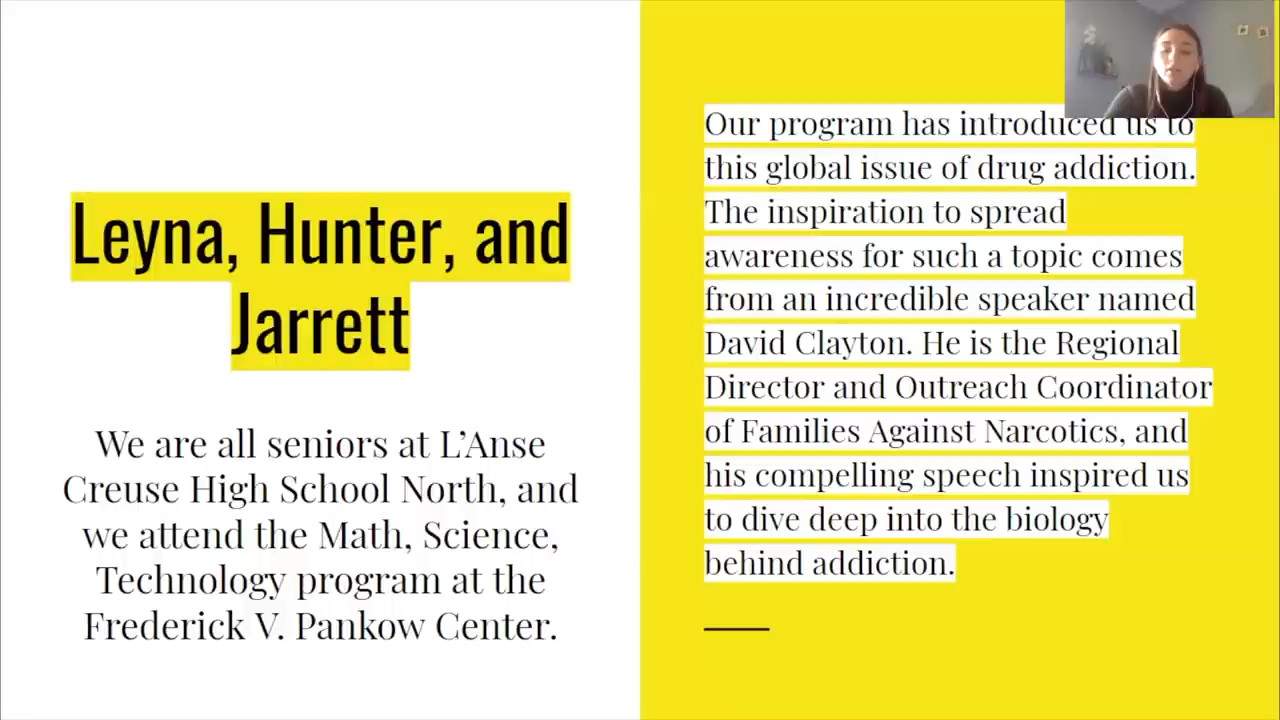 Leyna, Hunter, and
Jarrett
We are all seniors at L’Anse
Creuse High School North, and
we attend the Math, Science,
Technology program at the
Frederick V. Pankow Center.
Our program has introduced us to
this global issue of drug addiction.
The inspiration to spread
awareness for such a topic comes
from an incredible speaker named
David Clayton. He is the Regional
Director and Outreach Coordinator
of Families Against Narcotics, and
his compelling speech inspired us
to dive deep into the biology
behind addiction.